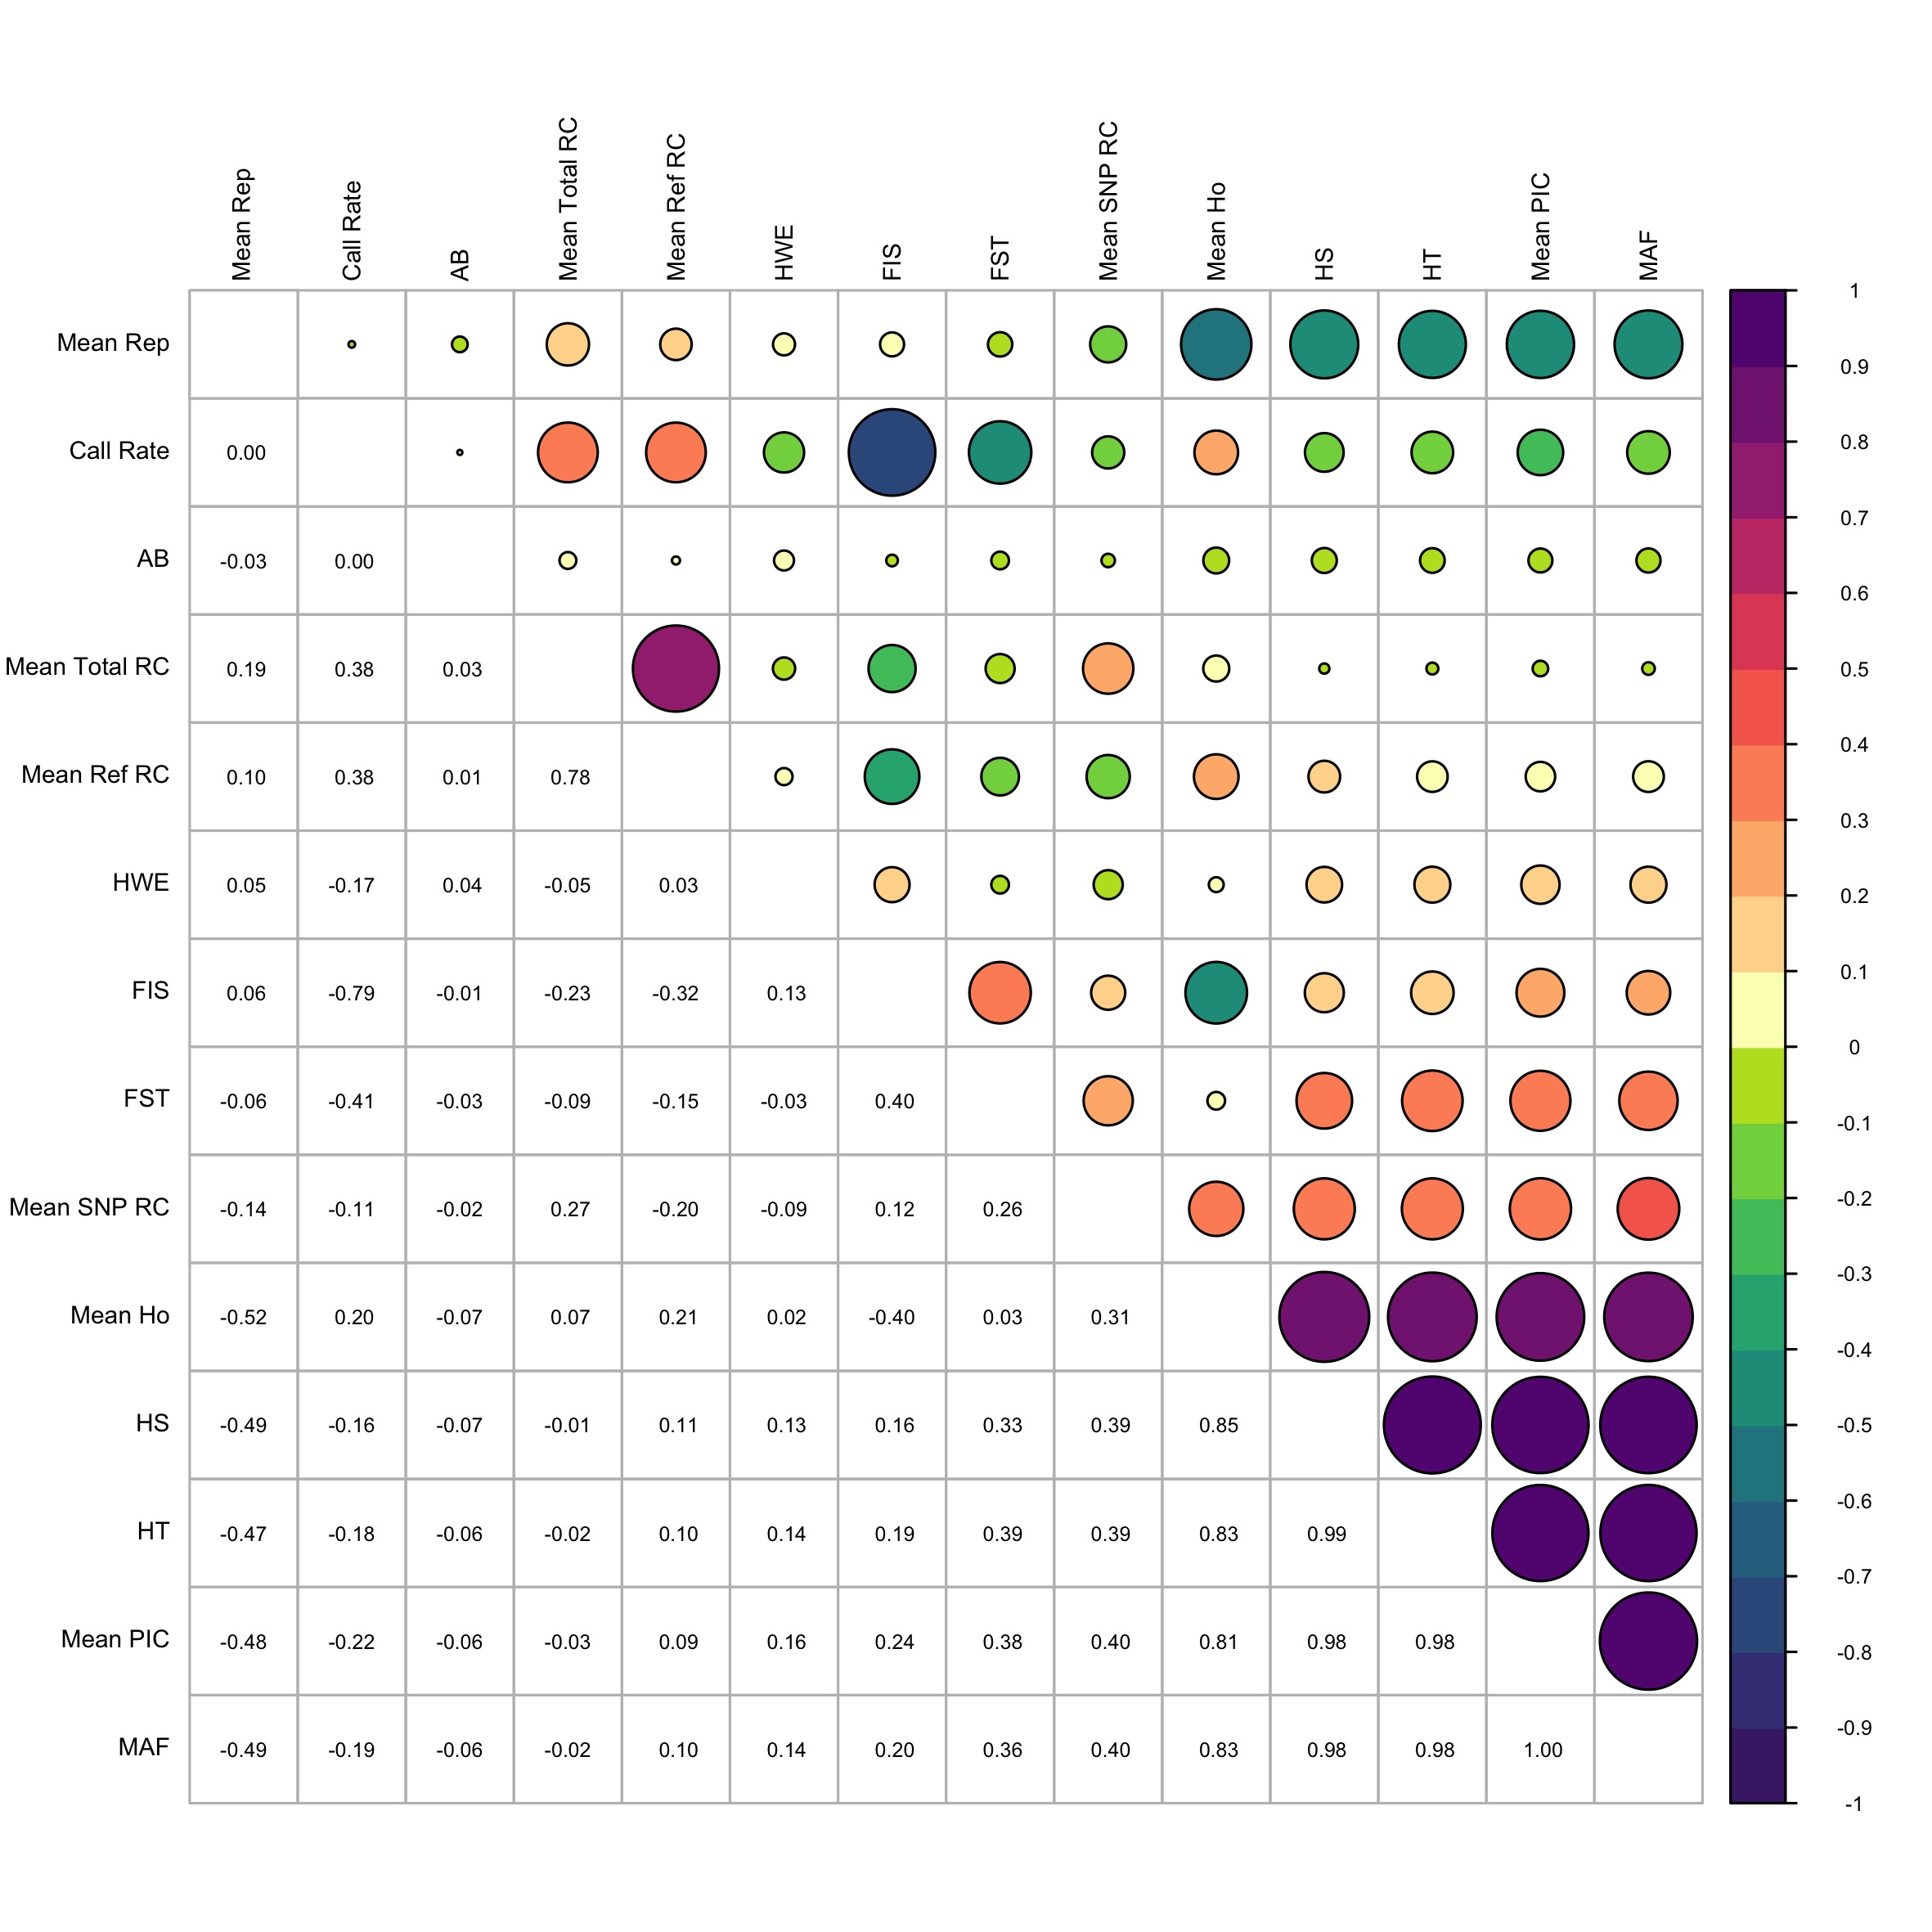 Mean Rep
Call Rate
AB
Mean Total RC
Mean Ref RC
HWE
FIS
FST
Mean SNP RC
Mean Ho
HS
HT
Mean PIC
MAF
Mean Rep
Call Rate 0.00
AB -0.03 0.00
Mean Total RC 0.19 0.38 0.03
Mean Ref RC 0.10 0.38 0.01 0.78
HWE 0.05 -0.17 0.04 -0.05 0.03
FIS 0.06 -0.79 -0.01 -0.23 -0.32 0.13
FST -0.06 -0.41 -0.03 -0.09 -0.15 -0.03 0.40
Mean SNP RC -0.14 -0.11 -0.02 0.27 -0.20 -0.09 0.12 0.26
Mean Ho -0.52 0.20 -0.07 0.07 0.21 0.02 -0.40 0.03 0.31
HS -0.49 -0.16 -0.07 -0.01 0.11 0.13 0.16 0.33 0.39 0.85
HT -0.47 -0.18 -0.06 -0.02 0.10 0.14 0.19 0.39 0.39 0.83 0.99
Mean PIC -0.48 -0.22 -0.06 -0.03 0.09 0.16 0.24 0.38 0.40 0.81 0.98 0.98
MAF -0.49 -0.19 -0.06 -0.02 0.10 0.14 0.20 0.36 0.40 0.83 0.98 0.98 1.00
1
0.9
0.8
0.7
0.6
0.5
0.4
0.3
0.2
0.1
0
-0.1
-0.2
-0.3
-0.4
-0.5
-0.6
-0.7
-0.8
-0.9
-1